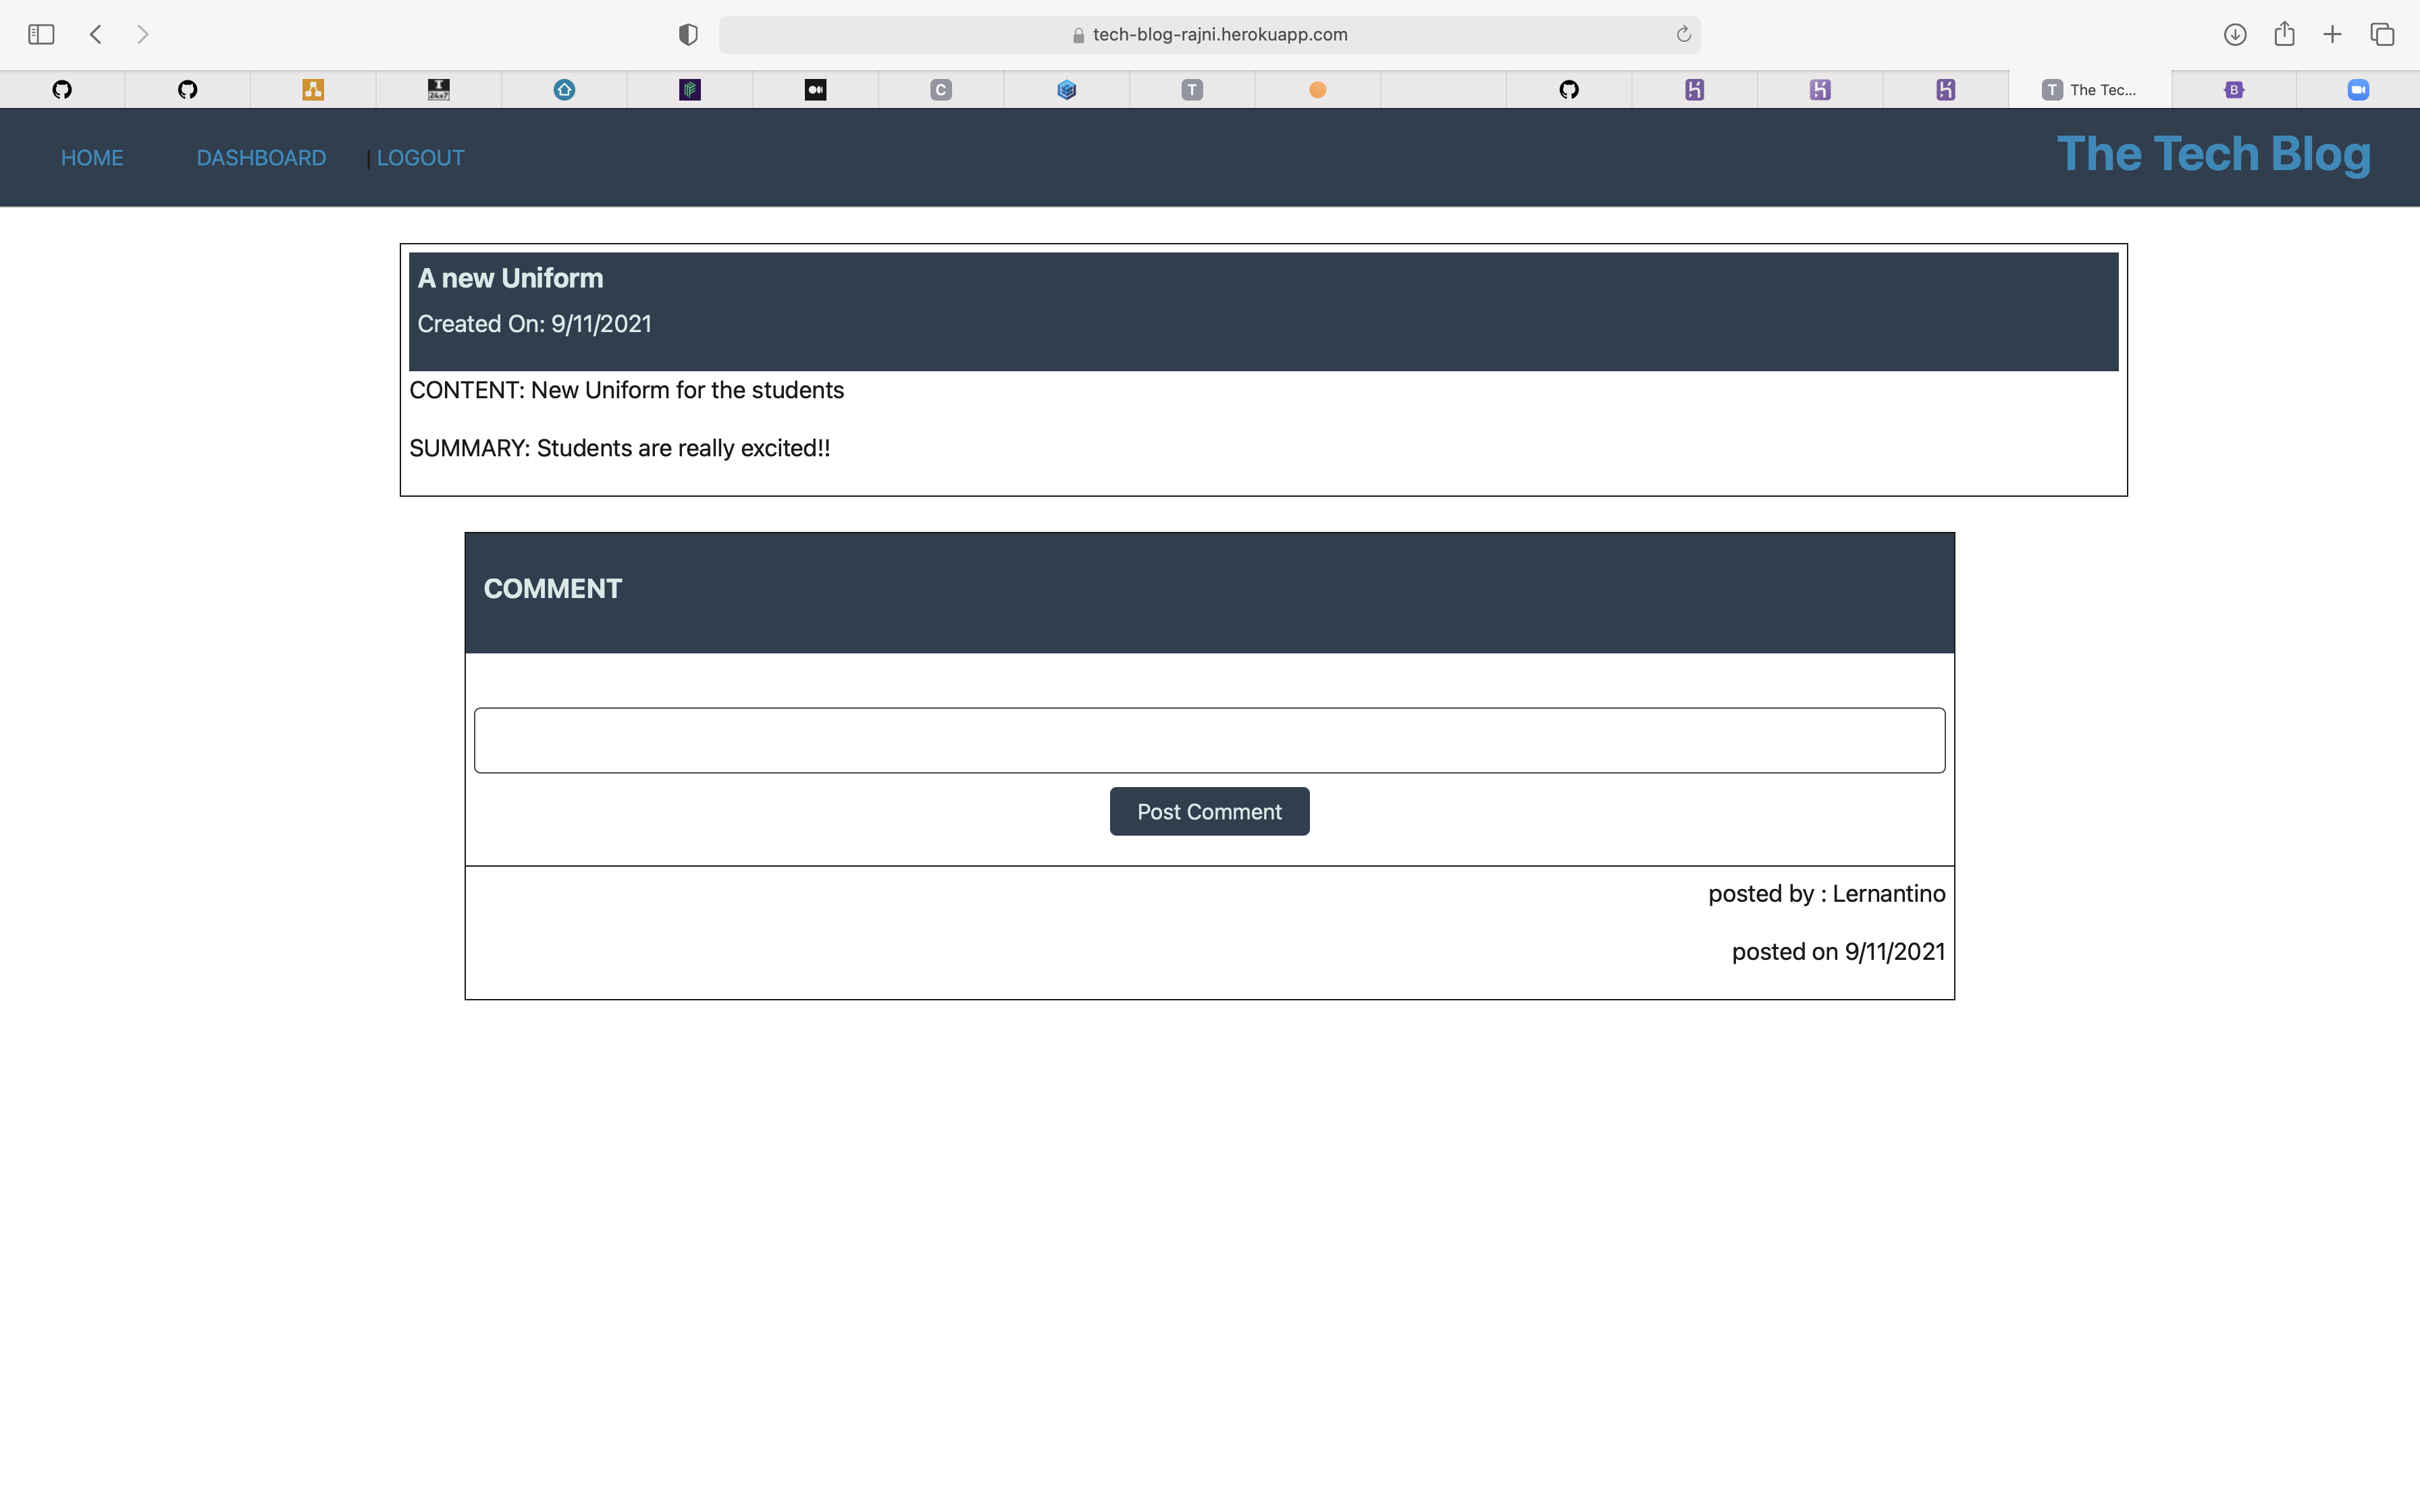 tech-blog-rajni.herokuapp.com
C
T
T The Tec...
B
HOME DASHBOARD | LOGOUT
The Tech Blog
A new Uniform
Created On: 9/11/2021
CONTENT: New Uniform for the students
SUMMARY: Students are really excited!!
COMMENT
Post Comment
posted by : Lernantino
posted on 9/11/2021